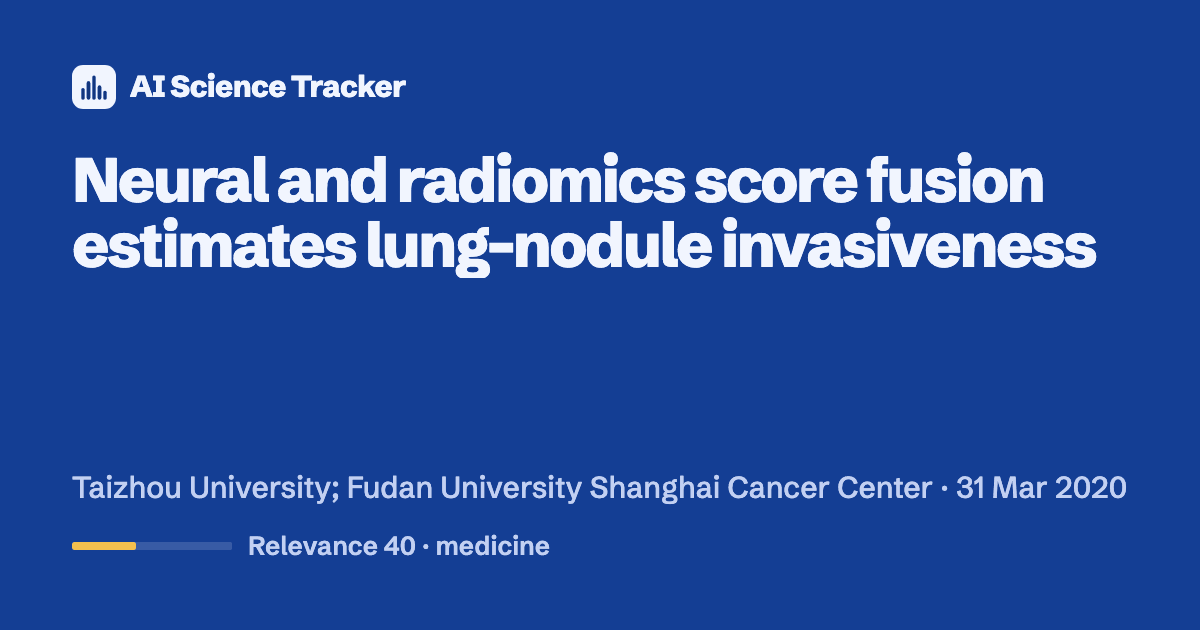 AI Science Tracker
Neural and radiomics score fusion
estimates lung-nodule invasiveness
Taizhou University; Fudan University Shanghai Cancer Center · 31 Mar 2020
Relevance 40 · medicine